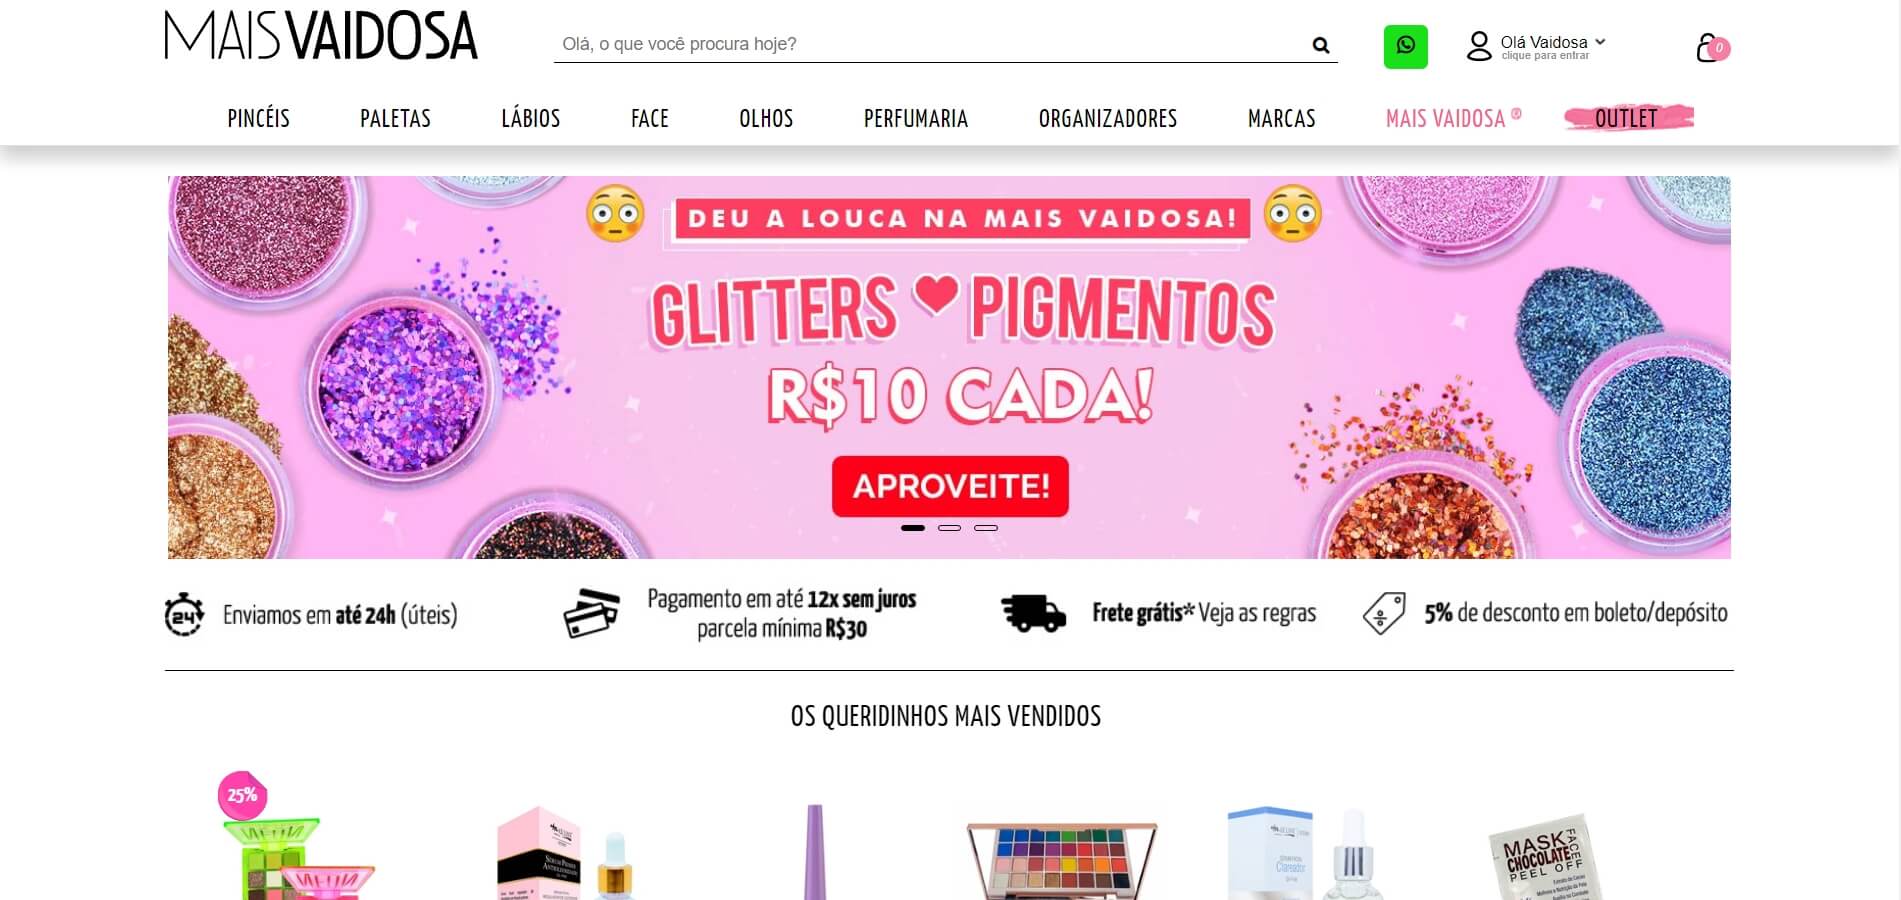 MAIS VAIDOSA
Olá, o que você procura hoje?
Olá Vaidosa
clique para entrar
0
PINCÉIS PALETAS LÁBIOS FACE OLHOS PERFUMARIA ORGANIZADORES MARCAS MAIS VAIDOSA ® OUTLET
DEU A LOUCA NA MAIS VAIDOSA!
GLITTERS PIGMENTOS
R$10 CADA!
APROVEITE!
24
Enviamos em até 24h (úteis)
Pagamento em até 12x sem juros
parcela mínima R$30
Frete grátis* Veja as regras
5% de desconto em boleto/depósito
OS QUERIDINHOS MAIS VENDIDOS
25%
Clareador
MASK
CHOCOLATE
PEEL OFF
FACE!